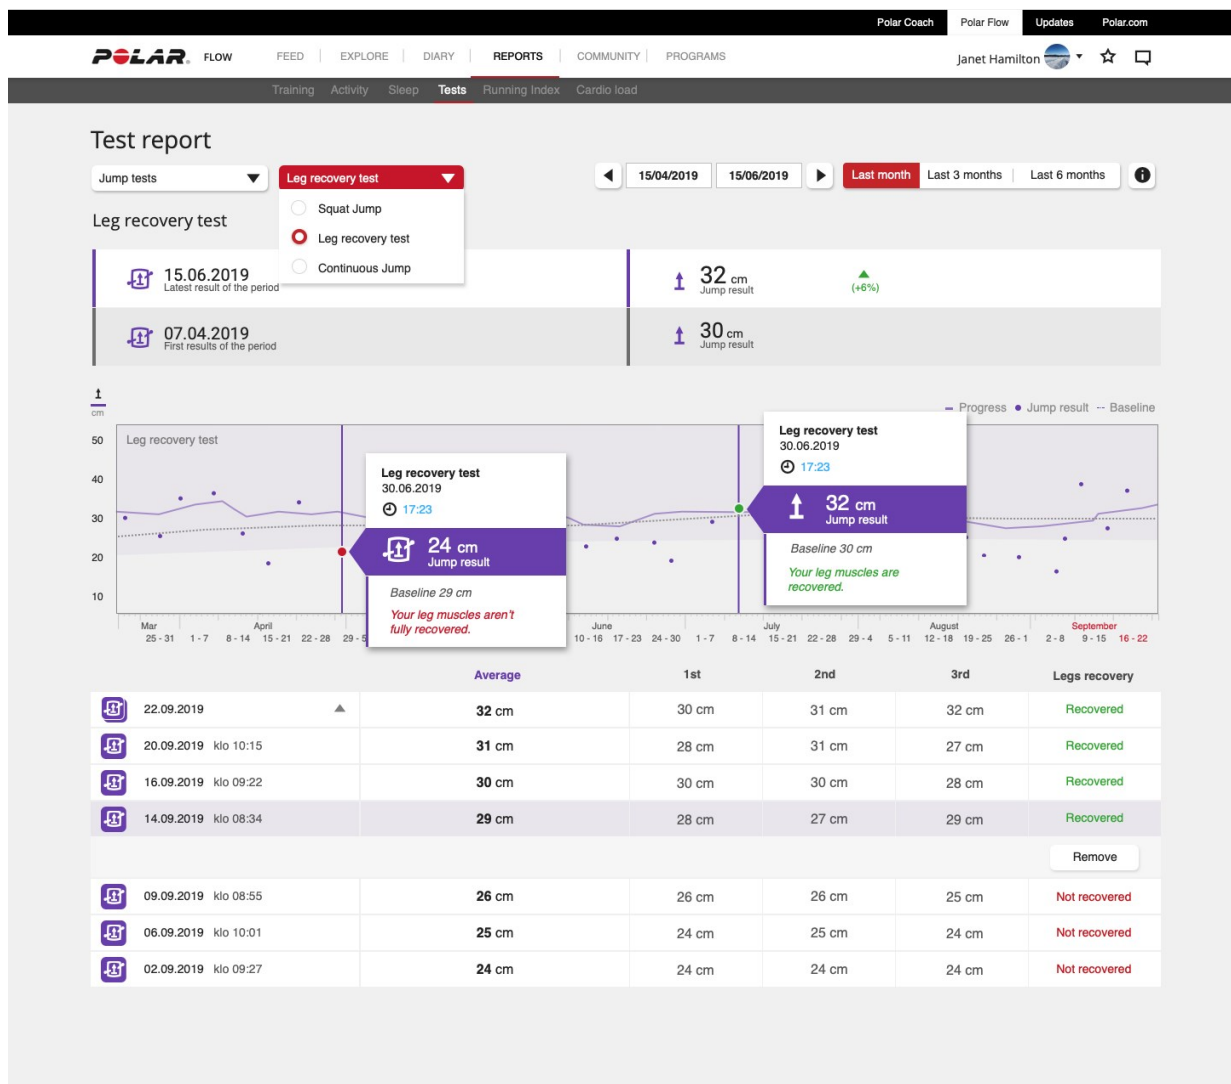 Polar Coach Polar Flow Updates Polar.com
POLAR. FLOW FEED EXPLORE DIARY REPORTS COMMUNITY PROGRAMS Janet Hamilton
Training Activity Sleep Tests Running Index Cardio load
Test report
Jump tests Leg recovery test 15/04/2019 15/06/2019 Last month Last 3 months Last 6 months i
Squat Jump
Leg recovery test
Leg recovery test
Continuous Jump
15.06.2019 32 cm
Latest result of the period Jump result (+6%)
07.04.2019 30 cm
First results of the period Jump result
cm
Progress Jump result Baseline
50 Leg recovery test
40
30
20
10
Leg recovery test
30.06.2019
17:23
24 cm
Jump result
Baseline 29 cm
Your leg muscles aren't
fully recovered.
Leg recovery test
30.06.2019
17:23
32 cm
Jump result
Baseline 30 cm
Your leg muscles are
recovered.
Mar April June July August September
25 - 31 1 - 7 8 - 14 15 - 21 22 - 28 29 - 5 10 - 16 17 - 23 24 - 30 1 - 7 8 - 14 15 - 21 22 - 28 29 - 4 5 - 11 12 - 18 19 - 25 26 - 1 2 - 8 9 - 15 16 - 22
Average 1st 2nd 3rd Legs recovery
22.09.2019 32 cm 30 cm 31 cm 32 cm Recovered
20.09.2019 klo 10:15 31 cm 28 cm 31 cm 27 cm Recovered
16.09.2019 klo 09:22 30 cm 30 cm 30 cm 28 cm Recovered
14.09.2019 klo 08:34 29 cm 28 cm 27 cm 29 cm Recovered
Remove
09.09.2019 klo 08:55 26 cm 26 cm 26 cm 25 cm Not recovered
06.09.2019 klo 10:01 25 cm 24 cm 25 cm 24 cm Not recovered
02.09.2019 klo 09:27 24 cm 24 cm 24 cm 24 cm Not recovered